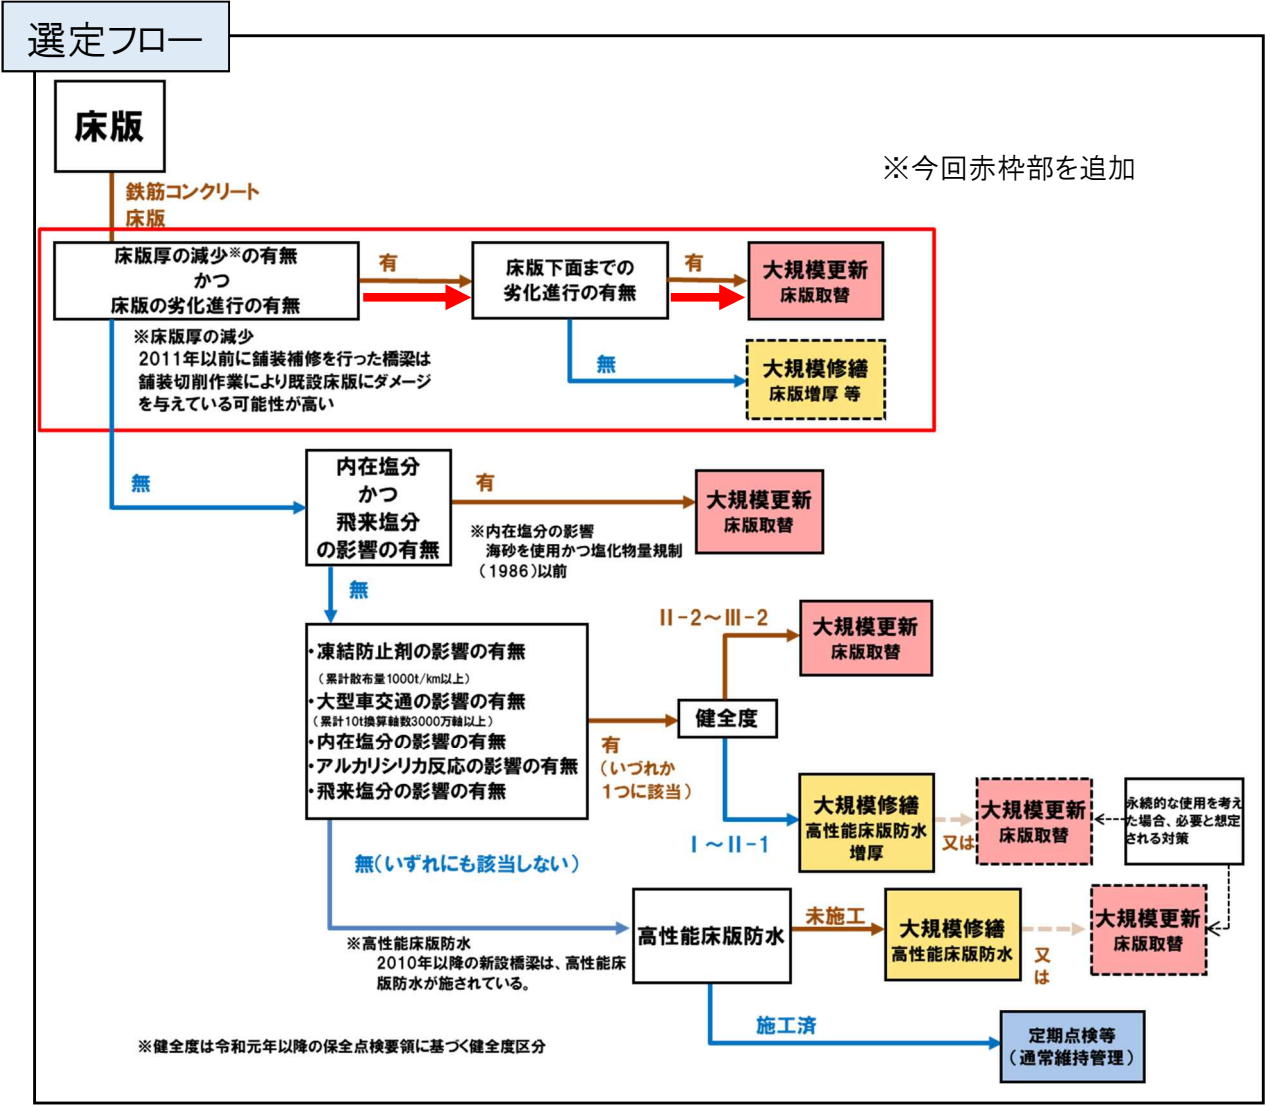 選定フロー
床版
※今回赤枠部を追加
鉄筋コンクリート
床版
床版厚の減少※の有無
かつ
床版の劣化進行の有無
有
床版下面までの
劣化進行の有無
有
大規模更新
床版取替
※床版厚の減少
2011年以前に舗装補修を行った橋梁は
舗装切削作業により既設床版にダメージ
を与えている可能性が高い
無
大規模修繕
床版増厚 等
無
内在塩分
かつ
飛来塩分
の影響の有無
有
大規模更新
床版取替
※内在塩分の影響
海砂を使用かつ塩化物量規制
(1986)以前
無
・凍結防止剤の影響の有無
(累計散布量1000t/km以上)
・大型車交通の影響の有無
(累計10t換算軸数3000万軸以上)
・内在塩分の影響の有無
・アルカリシリカ反応の影響の有無
・飛来塩分の影響の有無
有
(いづれか
1つに該当)
健全度
Ⅱ-2～Ⅲ-2
大規模更新
床版取替
Ⅰ～Ⅱ-1
大規模修繕
高性能床版防水
増厚
又は
大規模更新
床版取替
永続的な使用を考え
た場合、必要と想定
される対策
無(いずれにも該当しない)
※高性能床版防水
2010年以降の新設橋梁は、高性能床
版防水が施されている。
高性能床版防水
未施工
大規模修繕
高性能床版防水
又
は
大規模更新
床版取替
施工済
定期点検等
(通常維持管理)
※健全度は令和元年以降の保全点検要領に基づく健全度区分